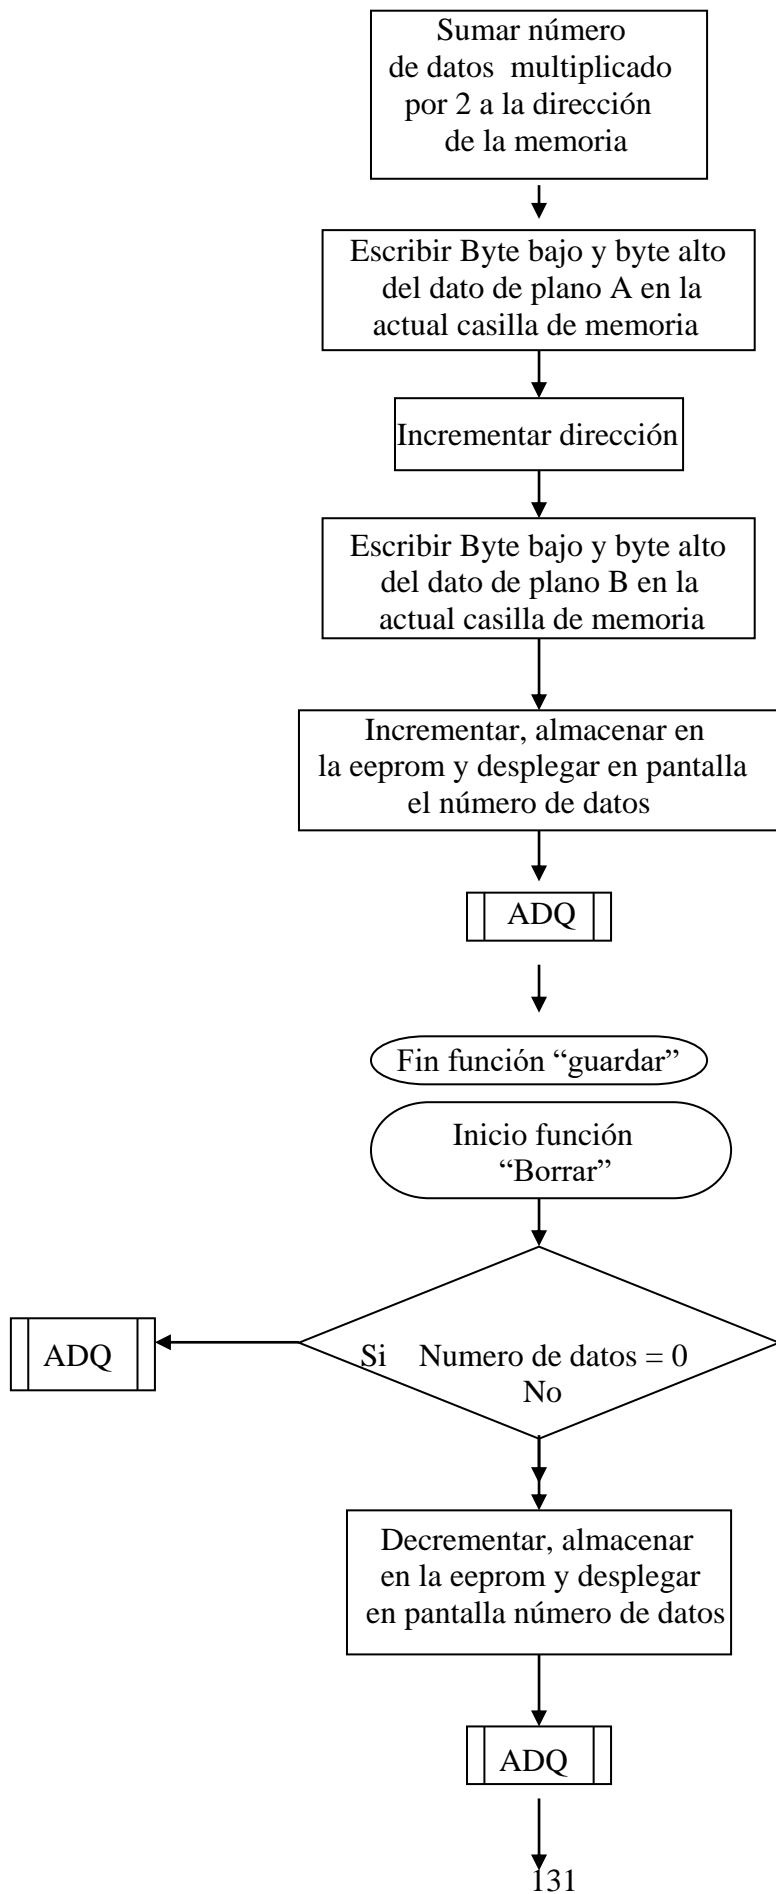 Sumar número
de datos multiplicado
por 2 a la dirección
de la memoria
Escribir Byte bajo y byte alto
del dato de plano A en la
actual casilla de memoria
Incrementar dirección
Escribir Byte bajo y byte alto
del dato de plano B en la
actual casilla de memoria
Incrementar, almacenar en
la eeprom y desplegar en pantalla
el número de datos
ADQ
Fin función “guardar”
Inicio función
“Borrar”
ADQ
Si Numero de datos = 0
No
Decrementar, almacenar
en la eeprom y desplegar
en pantalla número de datos
ADQ
131